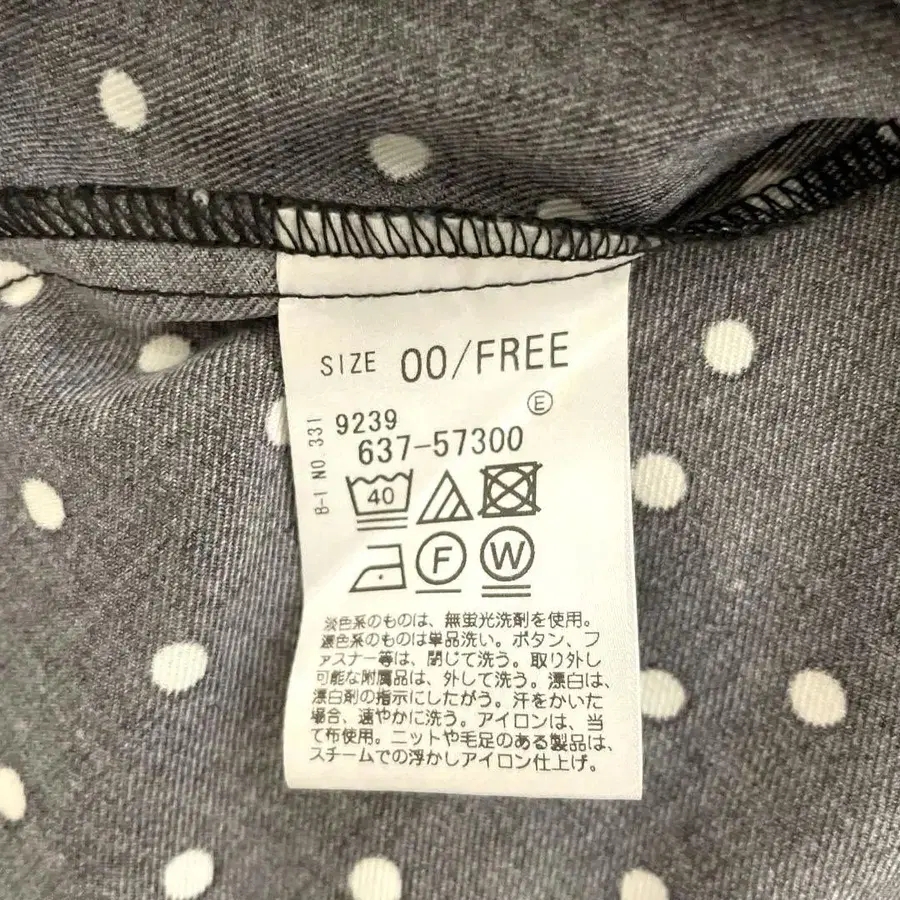 SIZE 00/FREE
E
B-I NO.331
9239
637-57300
40
F
W
淡色系のものは、無蛍光洗剤を使用。
濃色系のものは単品洗い。ボタン、フ
ァスナー等は、閉じて洗う。取り外し
可能な附属品は、外して洗う。漂白は、
漂白剤の指示にしたがう。汗をかいた
場合、速やかに洗う。アイロンは、当
て布使用。ニットや毛足のある製品は、
スチームでの浮かしアイロン仕上げ。